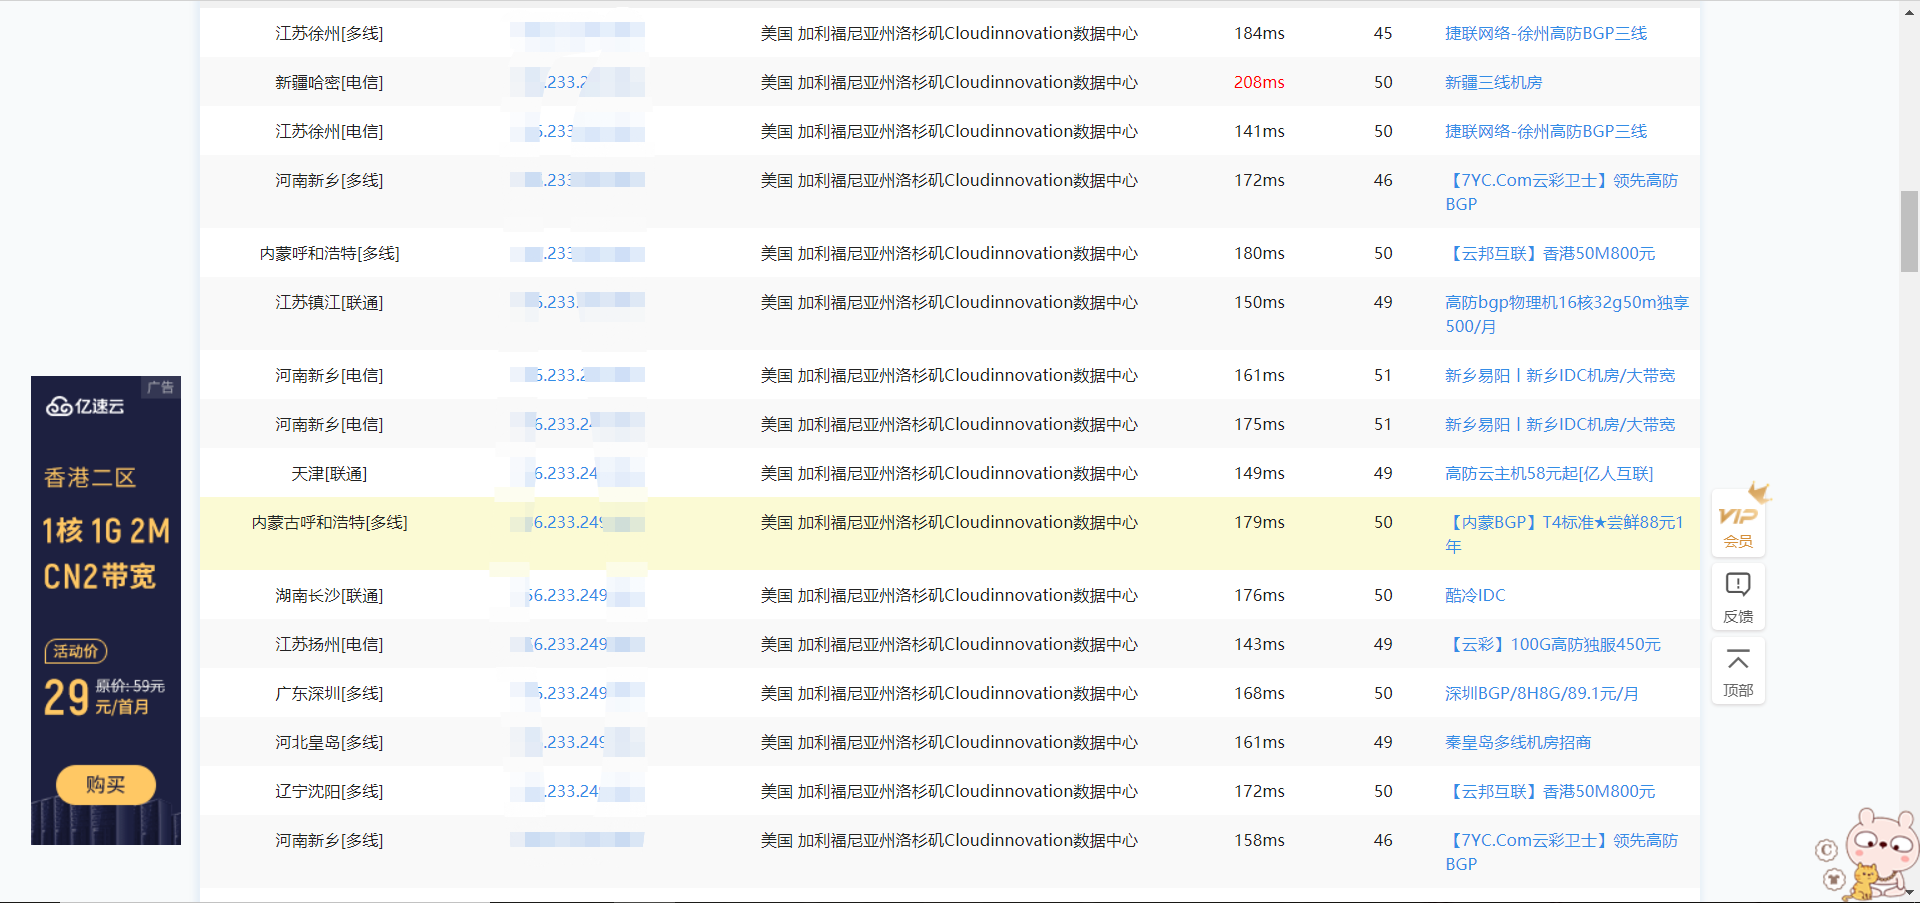 江苏徐州[多线] 美国 加利福尼亚州洛杉矶Cloudinnovation数据中心 184ms 45 捷联网络-徐州高防BGP三线
新疆哈密[电信] .233.2 美国 加利福尼亚州洛杉矶Cloudinnovation数据中心 208ms 50 新疆三线机房
江苏徐州[电信] .233 美国 加利福尼亚州洛杉矶Cloudinnovation数据中心 141ms 50 捷联网络-徐州高防BGP三线
河南新乡[多线] .233 美国 加利福尼亚州洛杉矶Cloudinnovation数据中心 172ms 46 【7YC.Com云彩卫士】领先高防
BGP
内蒙呼和浩特[多线] .233 美国 加利福尼亚州洛杉矶Cloudinnovation数据中心 180ms 50 【云邦互联】香港50M800元
江苏镇江[联通] .233. 美国 加利福尼亚州洛杉矶Cloudinnovation数据中心 150ms 49 高防bgp物理机16核32g50m独享
500/月
河南新乡[电信] 6.233.2 美国 加利福尼亚州洛杉矶Cloudinnovation数据中心 161ms 51 新乡易阳丨新乡IDC机房/大带宽
河南新乡[电信] 6.233.24 美国 加利福尼亚州洛杉矶Cloudinnovation数据中心 175ms 51 新乡易阳丨新乡IDC机房/大带宽
天津[联通] 6.233.24 美国 加利福尼亚州洛杉矶Cloudinnovation数据中心 149ms 49 高防云主机58元起[亿人互联]
内蒙古呼和浩特[多线] 6.233.249 美国 加利福尼亚州洛杉矶Cloudinnovation数据中心 179ms 50 【内蒙BGP】T4标准★尝鲜88元1
年
湖南长沙[联通] 56.233.249 美国 加利福尼亚州洛杉矶Cloudinnovation数据中心 176ms 50 酷冷IDC
江苏扬州[电信] 6.233.249 美国 加利福尼亚州洛杉矶Cloudinnovation数据中心 143ms 49 【云彩】100G高防独服450元
广东深圳[多线] .233.249 美国 加利福尼亚州洛杉矶Cloudinnovation数据中心 168ms 50 深圳BGP/8H8G/89.1元/月
河北皇岛[多线] .233.249 美国 加利福尼亚州洛杉矶Cloudinnovation数据中心 161ms 49 秦皇岛多线机房招商
辽宁沈阳[多线] .233.24 美国 加利福尼亚州洛杉矶Cloudinnovation数据中心 172ms 50 【云邦互联】香港50M800元
河南新乡[多线] 美国 加利福尼亚州洛杉矶Cloudinnovation数据中心 158ms 46 【7YC.Com云彩卫士】领先高防
BGP
广告
亿速云
香港二区
1核 1G 2M
CN2带宽
活动价
29 原价: 59元
元/首月
购买
VIP
会员
反馈
顶部
C